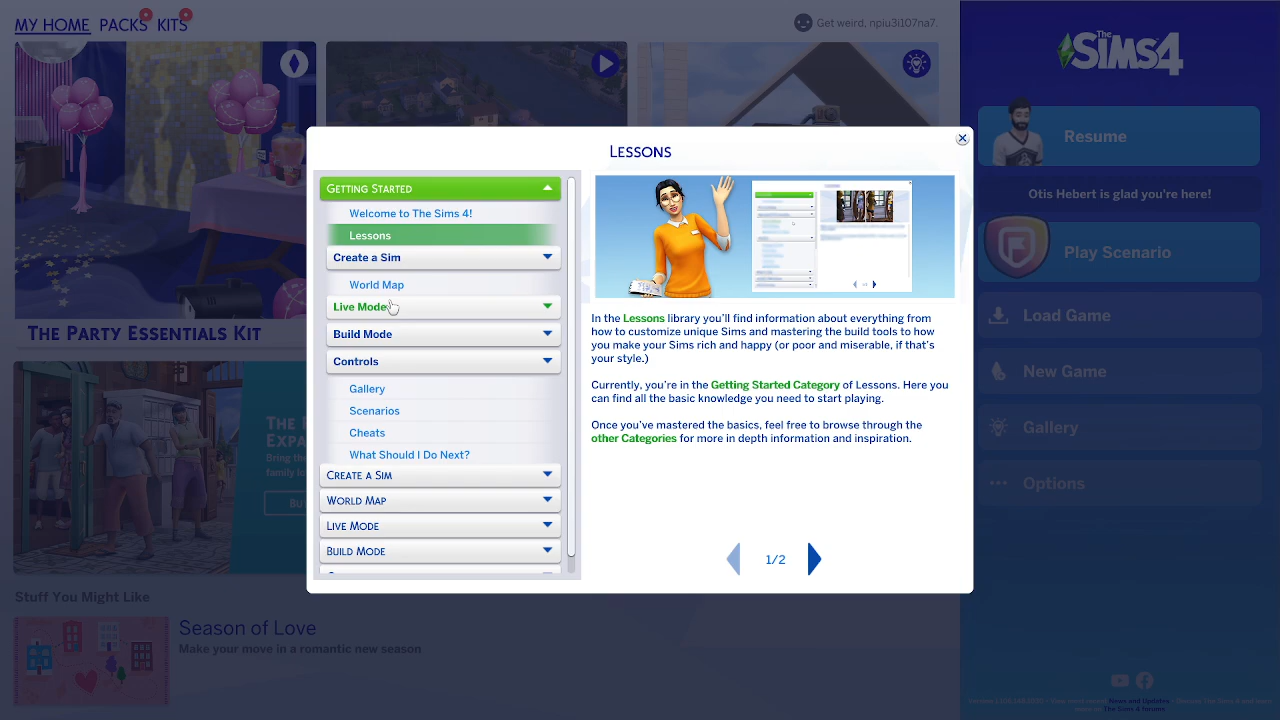 MY HOME PACKS KITS
Get weird, npiu3i107na7.
THE PARTY ESSENTIALS KIT
Stuff You Might Like
Season of Love
Make your move in a romantic new season
LESSONS
GETTING STARTED
Welcome to The Sims 4!
Lessons
Create a Sim
World Map
Live Mode
Build Mode
Controls
Gallery
Scenarios
Cheats
What Should I Do Next?
CREATE A SIM
WORLD MAP
LIVE MODE
BUILD MODE
In the Lessons library you'll find information about everything from
how to customize unique Sims and mastering the build tools to how
you make your Sims rich and happy (or poor and miserable, if that's
your style.)
Currently, you're in the Getting Started Category of Lessons. Here you
can find all the basic knowledge you need to start playing.
Once you've mastered the basics, feel free to browse through the
other Categories for more in depth information and inspiration.
1/2
The SIMS 4
Resume
Otis Hebert is glad you're here!
Play Scenario
Load Game
New Game
Gallery
Options
News and Updates
The Sims 4 forums